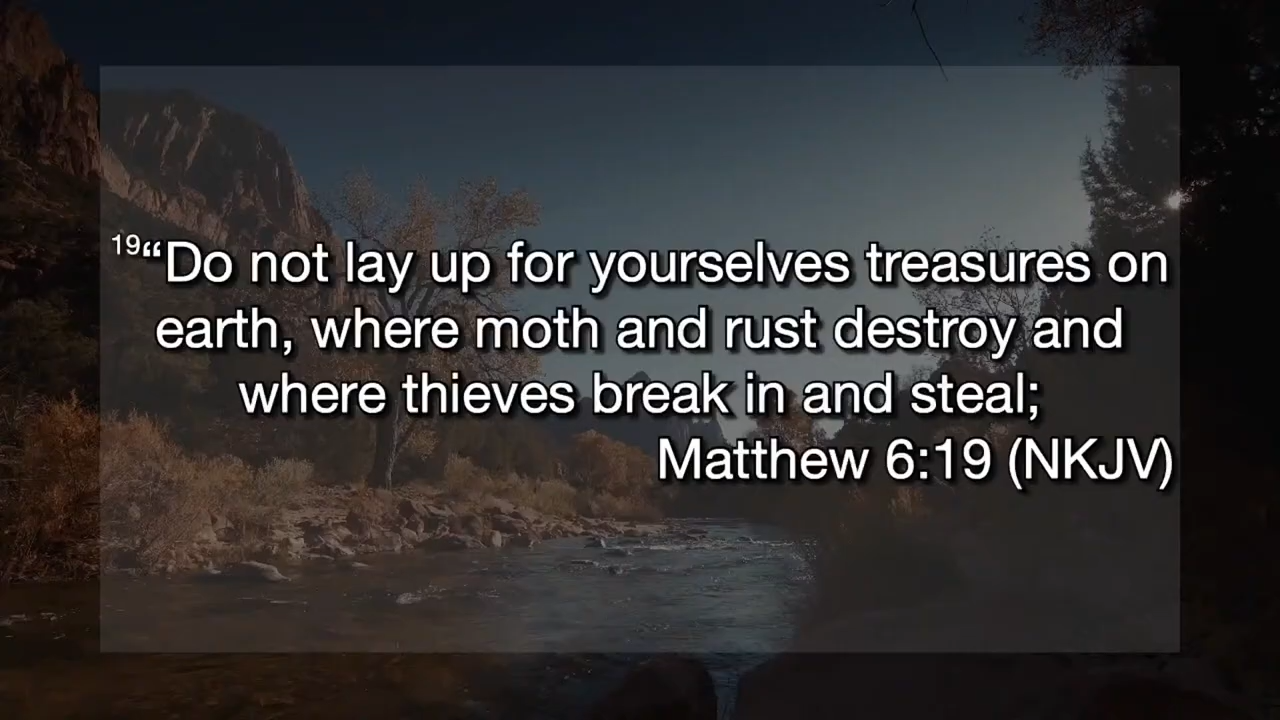 19“Do not lay up for yourselves treasures on
earth, where moth and rust destroy and
where thieves break in and steal;
Matthew 6:19 (NKJV)